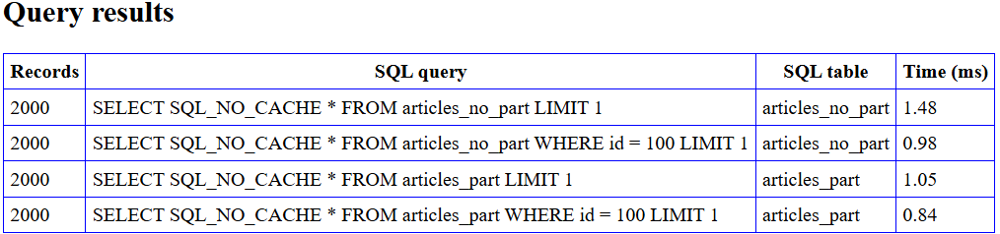 Query results
Records SQL query SQL table Time (ms)
2000 SELECT SQL_NO_CACHE * FROM articles_no_part LIMIT 1 articles_no_part 1.48
2000 SELECT SQL_NO_CACHE * FROM articles_no_part WHERE id = 100 LIMIT 1 articles_no_part 0.98
2000 SELECT SQL_NO_CACHE * FROM articles_part LIMIT 1 articles_part 1.05
2000 SELECT SQL_NO_CACHE * FROM articles_part WHERE id = 100 LIMIT 1 articles_part 0.84